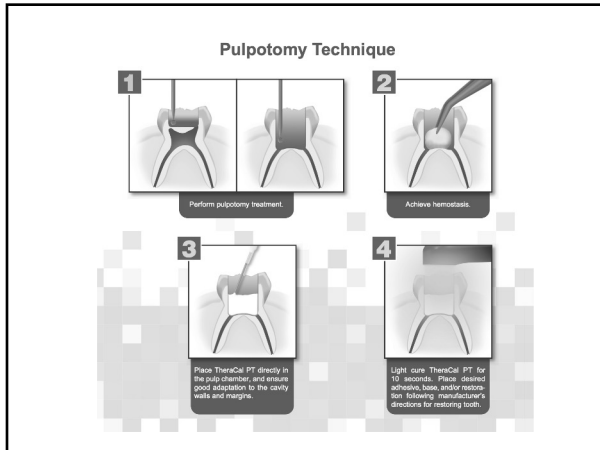 Pulpotomy Technique
1
2
Perform pulpotomy treatment.
Achieve hemostasis.
3
4
Place TheraCal PT directly in
the pulp chamber, and ensure
good adaptation to the cavity
walls and margins.
Light cure TheraCal PT for
10 seconds. Place desired
adhesive, base, and/or restora-
tion following manufacturer's
directions for restoring tooth.